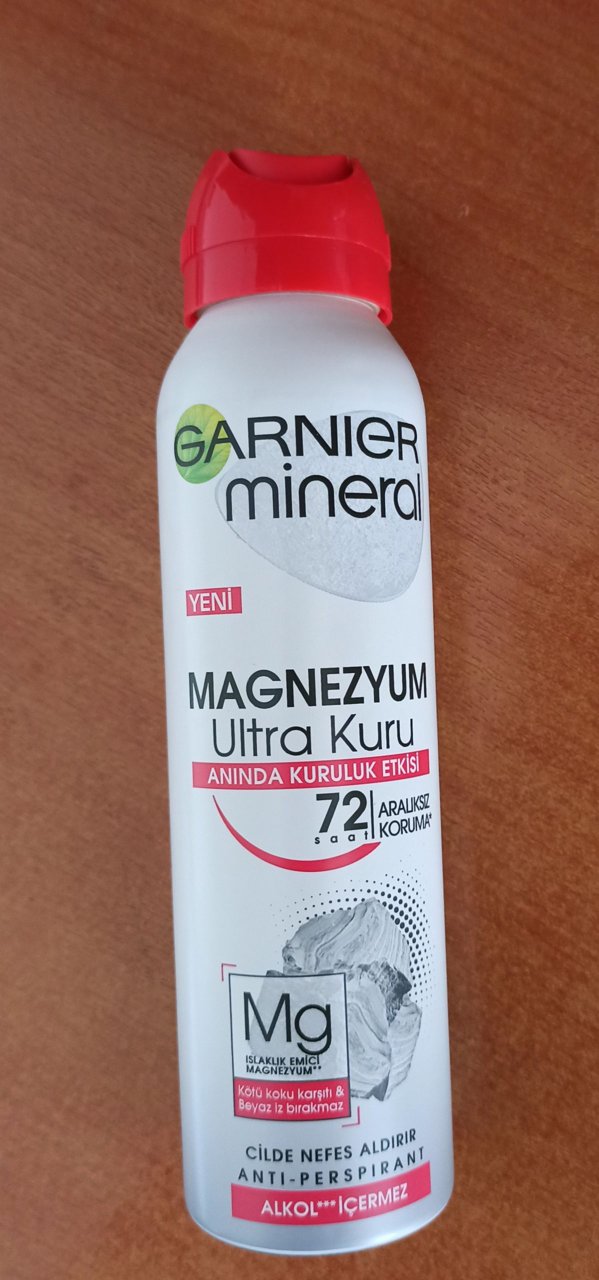 GARNIER
mineral
YENİ
MAGNEZYUM
Ultra Kuru
ANINDA KURULUK ETKİSİ
72 ARALIKSIZ
saat KORUMA*
Mg
ISLAKLIK EMİCİ
MAGNEZYUM**
Kötü koku karşıtı &
Beyaz iz bırakmaz
CİLDE NEFES ALDIRIR
ANTI-PERSPIRANT
ALKOL***İÇERMEZ